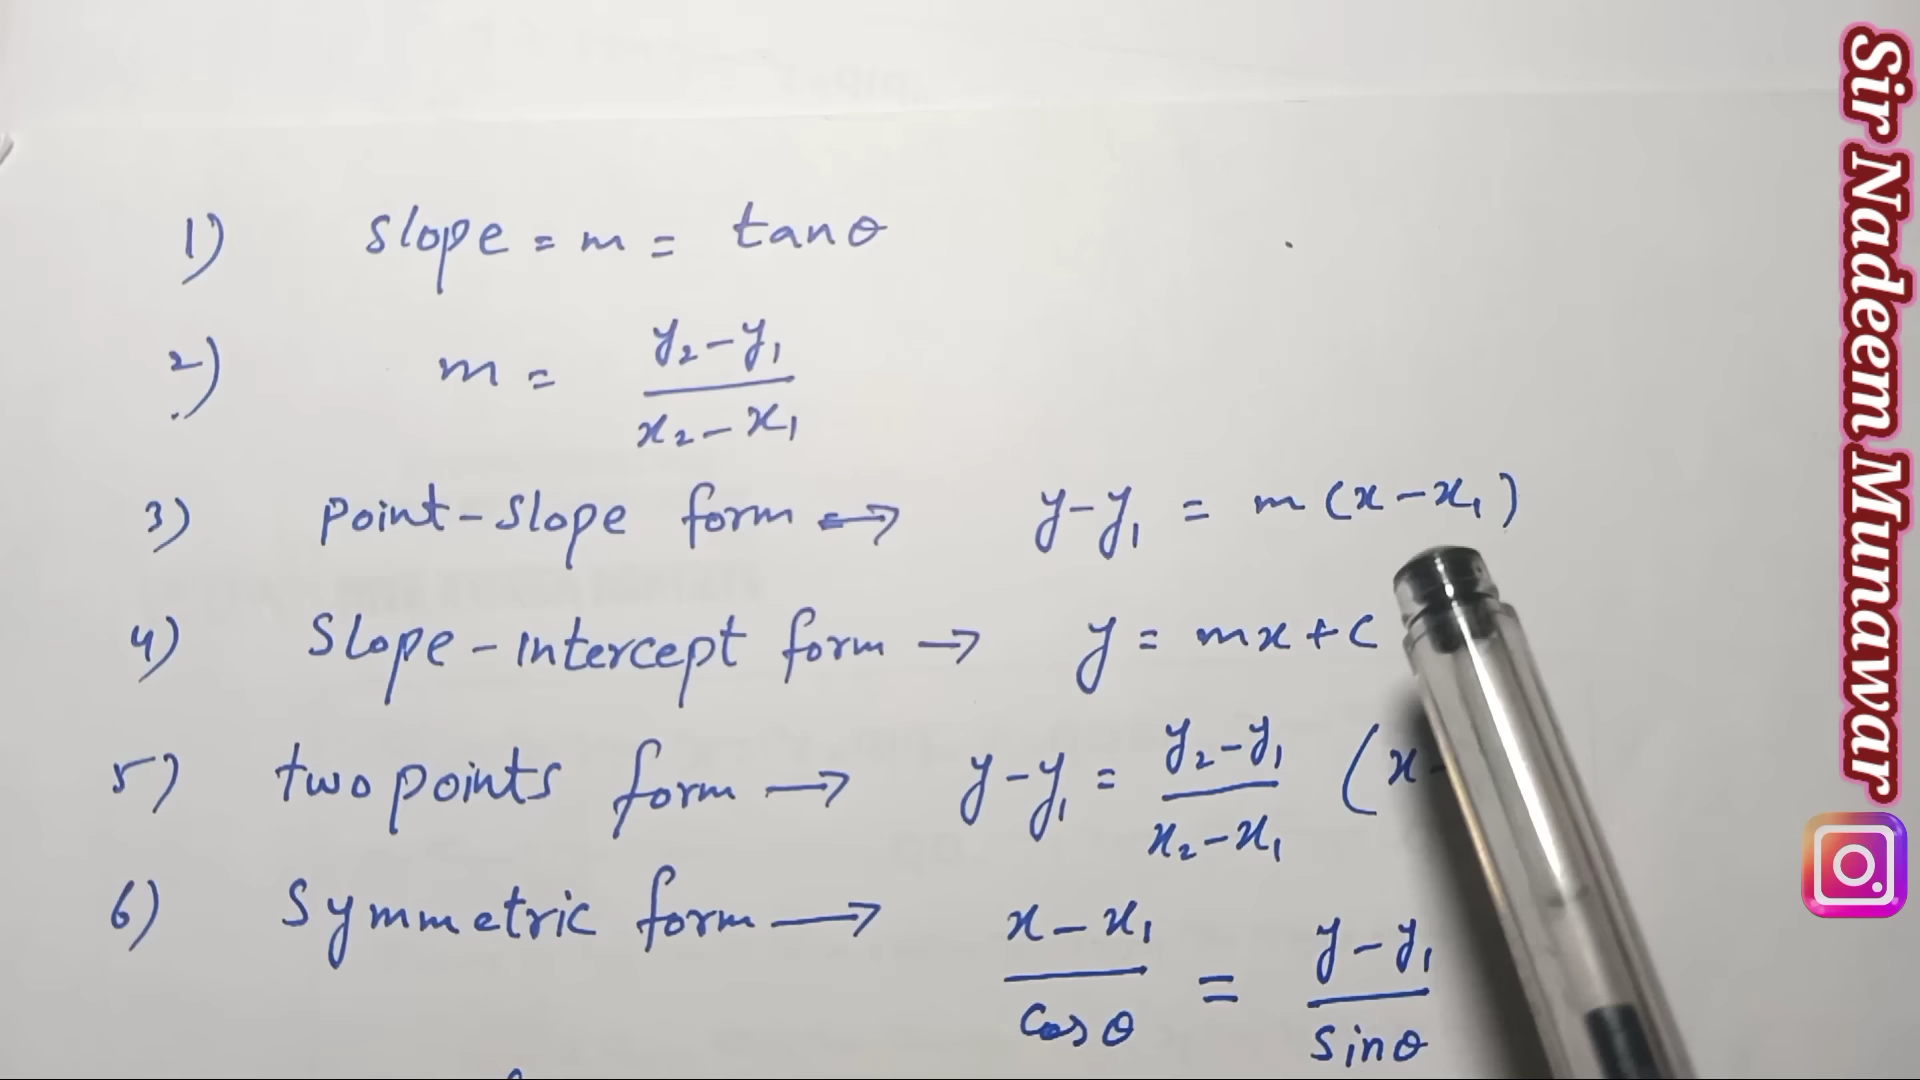 1) slope = m = tanθ
2) m = y₂-y₁ / x₂-x₁
3) point-slope form → y-y₁ = m(x-x₁)
4) Slope-intercept form → y = mx+c
5) two points form → y-y₁ = y₂-y₁ / x₂-x₁ (x-
6) Symmetric form → x-x₁ / cosθ = y-y₁ / sinθ
Sir Nadeem Munawar